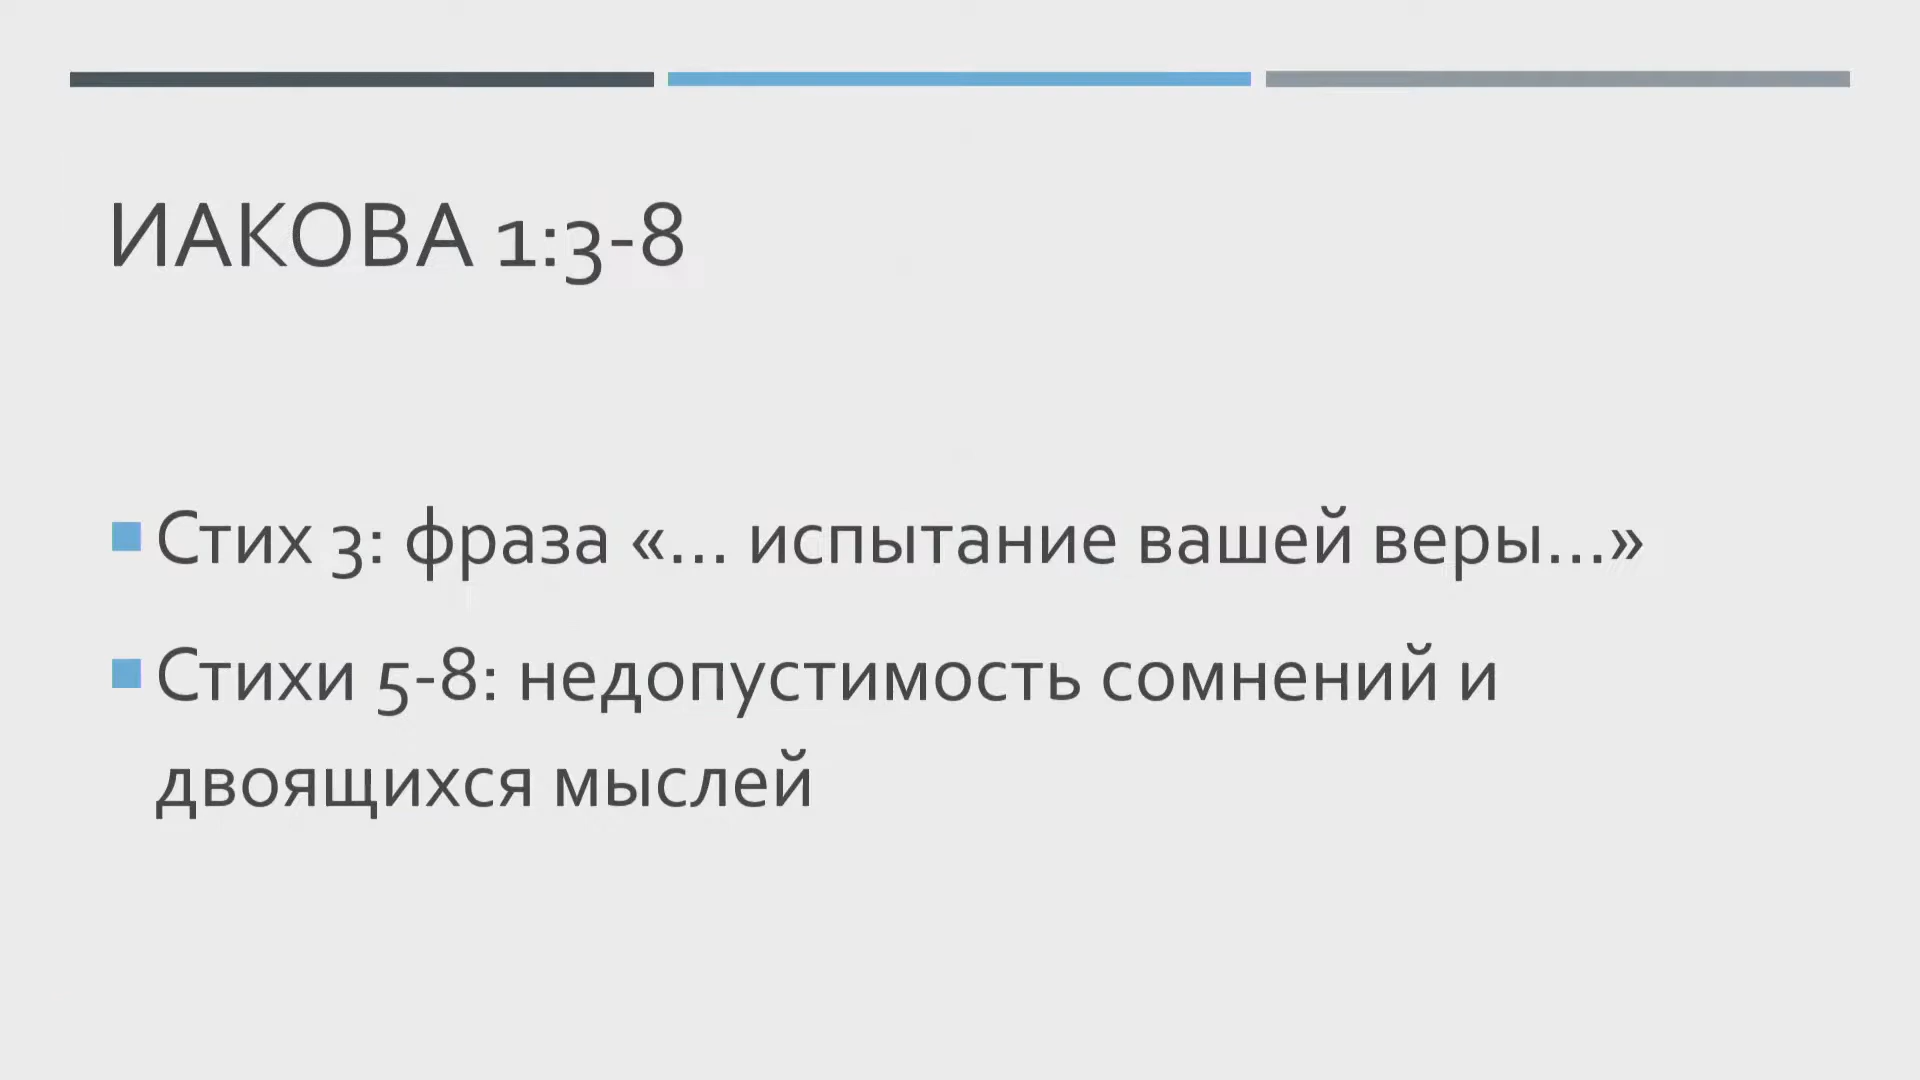 ИАКОВА 1:3-8
Стих 3: фраза «... испытание вашей веры...»
Стихи 5-8: недопустимость сомнений и
двоящихся мыслей